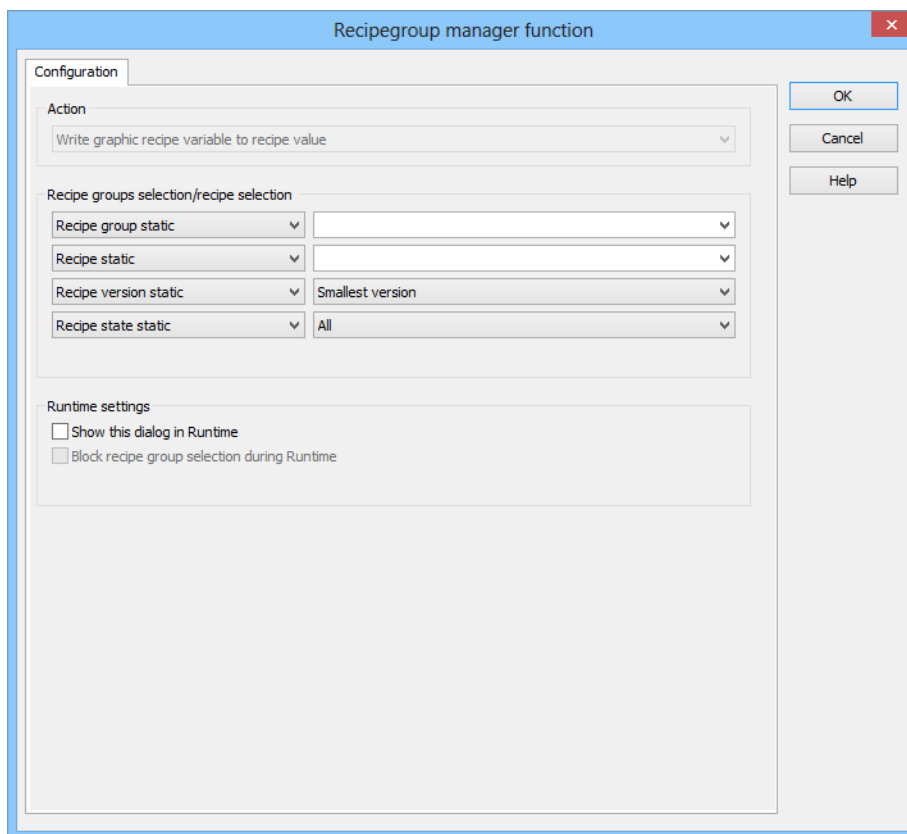 Recipegroup manager function
Configuration
OK
Cancel
Help
Action
Write graphic recipe variable to recipe value
Recipe groups selection/recipe selection
Recipe group static
Recipe static
Recipe version static Smallest version
Recipe state static All
Runtime settings
Show this dialog in Runtime
Block recipe group selection during Runtime